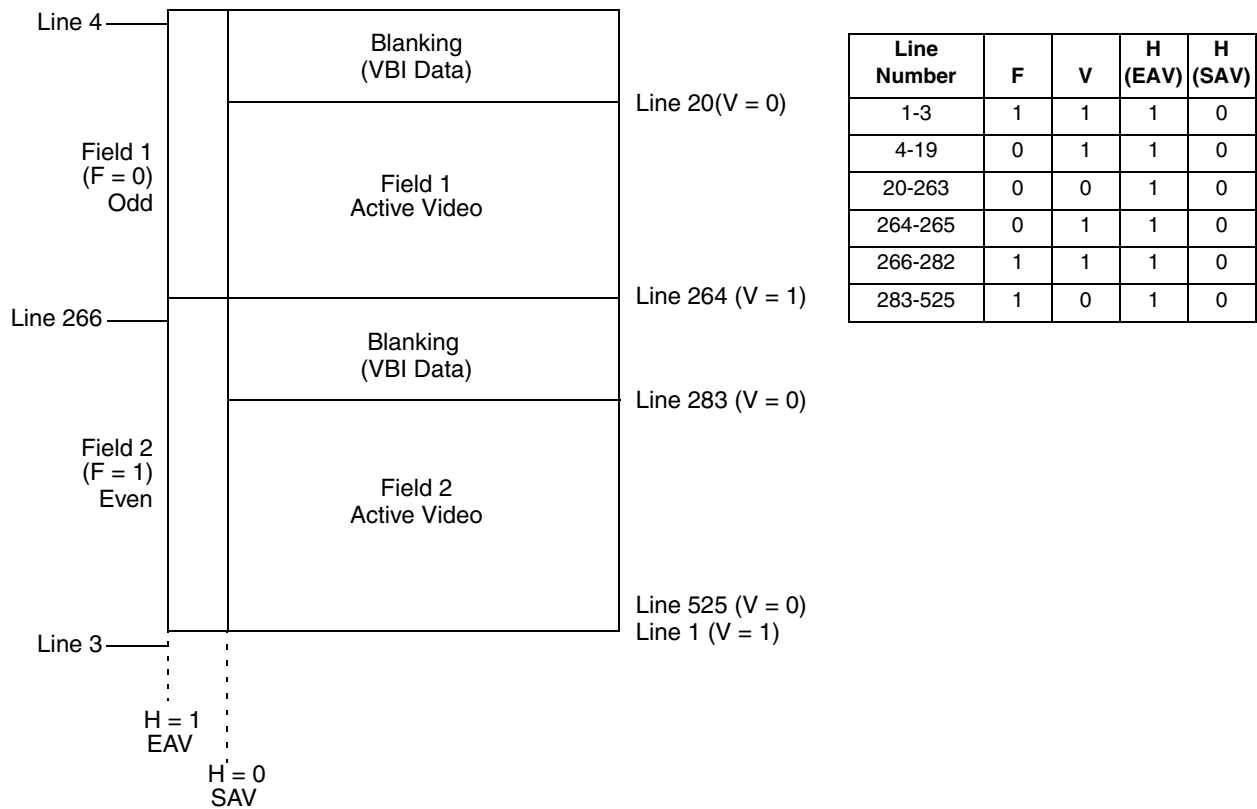 Line 4
Blanking
(VBI Data)
Line 20(V = 0)
Field 1
(F = 0)
Odd
Field 1
Active Video
Line 264 (V = 1)
Line 266
Blanking
(VBI Data)
Line 283 (V = 0)
Field 2
(F = 1)
Even
Field 2
Active Video
Line 525 (V = 0)
Line 1 (V = 1)
Line 3
H = 1
EAV
H = 0
SAV
Line Number F V H (EAV) H (SAV)
1-3 1 1 1 0
4-19 0 1 1 0
20-263 0 0 1 0
264-265 0 1 1 0
266-282 1 1 1 0
283-525 1 0 1 0